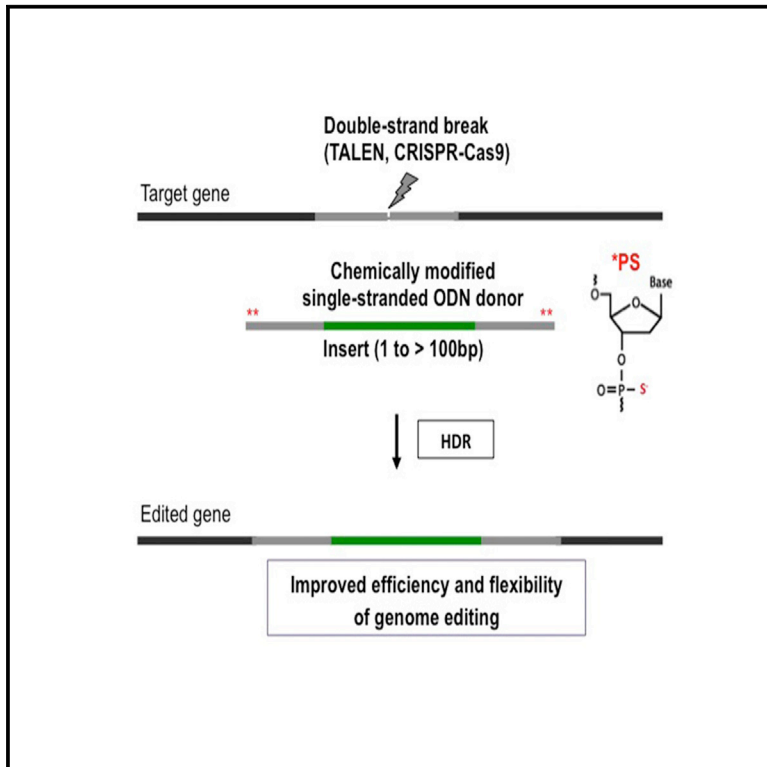 Double-strand break
(TALEN, CRISPR-Cas9)
Target gene
*PS
Chemically modified
single-stranded ODN donor
** **
Insert (1 to > 100bp)
Base
O
O
O
O=P-S-
HDR
Edited gene
Improved efficiency and flexibility
of genome editing